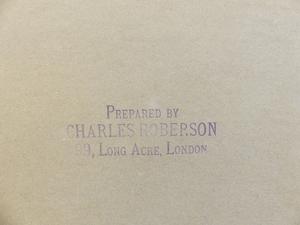 PREPARED BY
CHARLES ROBERSON
99, LONG ACRE, LONDON